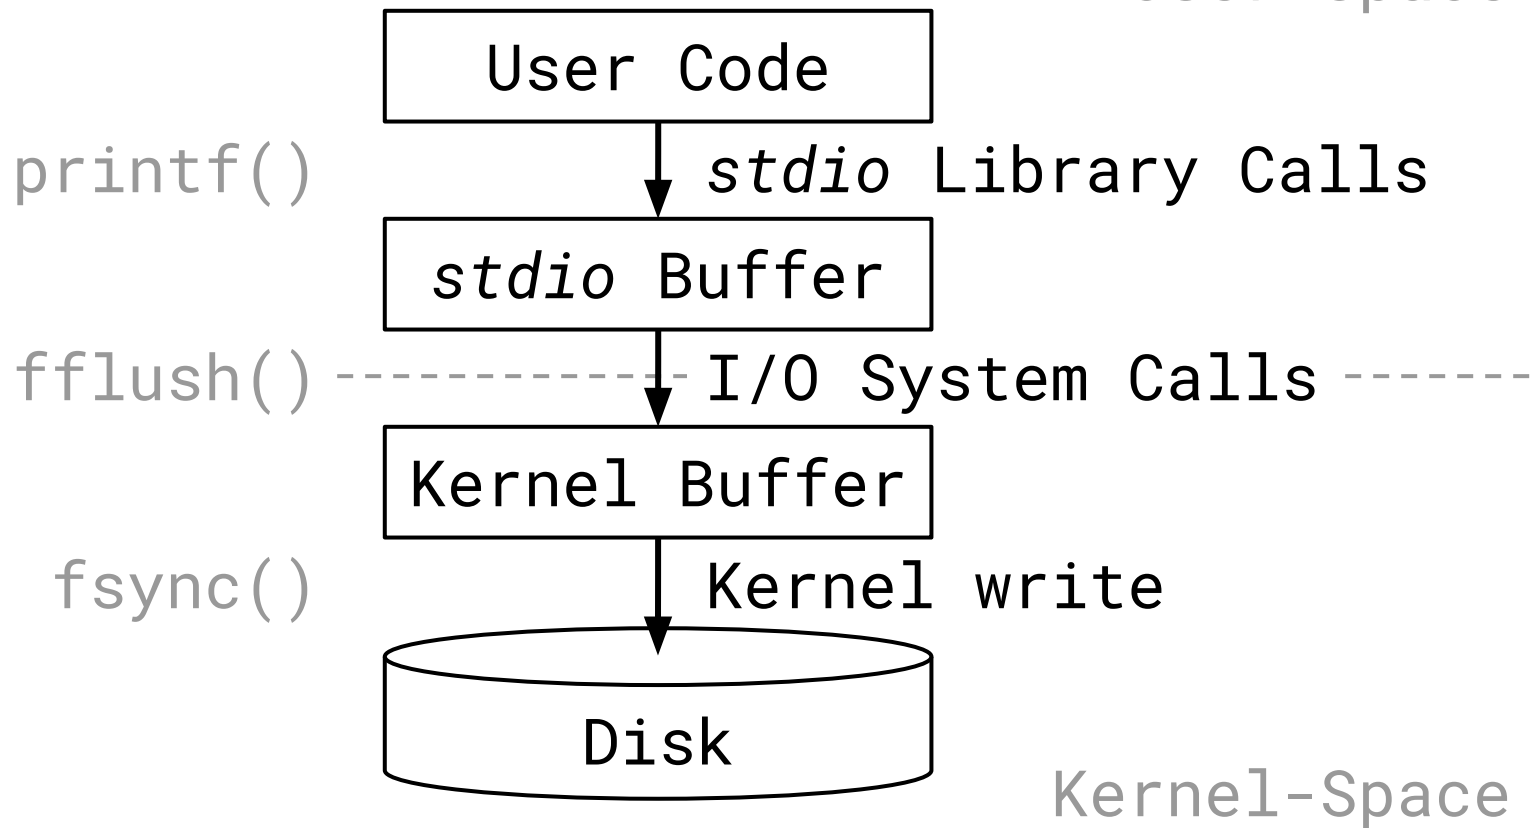 User Code
printf() stdio Library Calls
stdio Buffer
fflush() I/O System Calls
Kernel Buffer
fsync() Kernel write
Disk
Kernel-Space